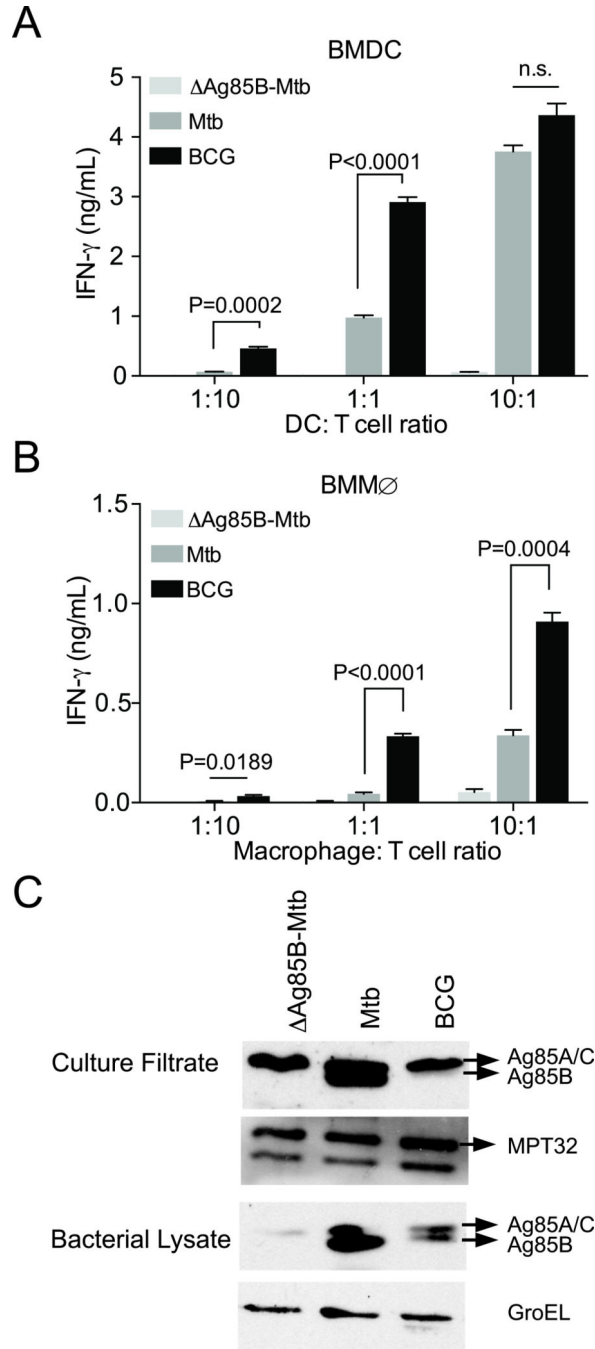 A
BMDC
5
4
3
2
1
0
IFN-γ (ng/mL)
ΔAg85B-Mtb
Mtb
BCG
P=0.0002
P<0.0001
n.s.
1:10
1:1
10:1
DC: T cell ratio
B
BMM∅
1.5
1.0
0.5
0.0
IFN-γ (ng/mL)
ΔAg85B-Mtb
Mtb
BCG
P=0.0189
P<0.0001
P=0.0004
1:10
1:1
10:1
Macrophage: T cell ratio
C
ΔAg85B-Mtb
Mtb
BCG
Culture Filtrate
Ag85A/C
Ag85B
MPT32
Bacterial Lysate
Ag85A/C
Ag85B
GroEL